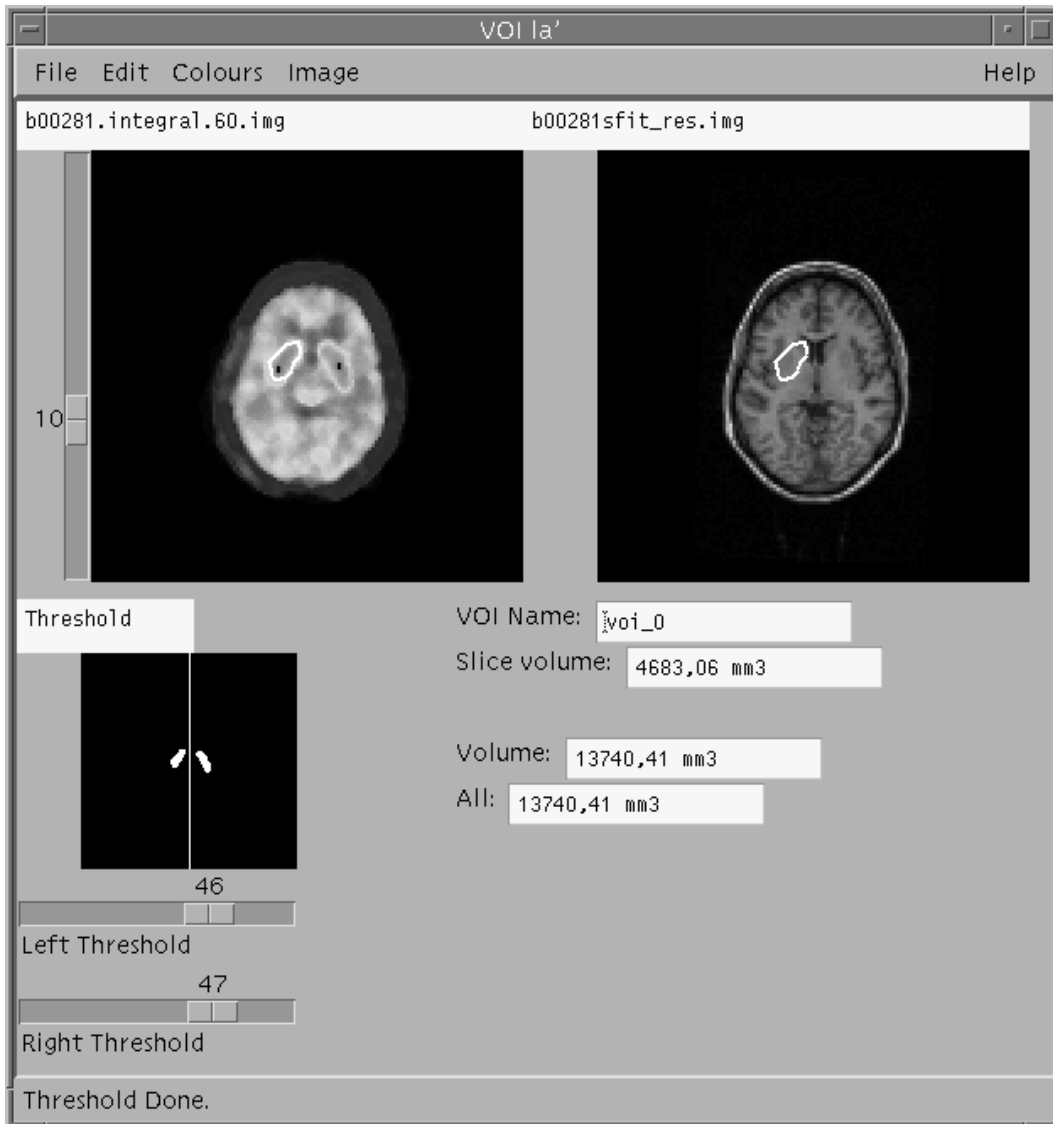 VOI la'
File Edit Colours Image Help
b00281.integral.60.img b00281sfit_res.img
10
Threshold
VOI Name: voi_0
Slice volume: 4683,06 mm3
Volume: 13740,41 mm3
All: 13740,41 mm3
46
Left Threshold
47
Right Threshold
Threshold Done.